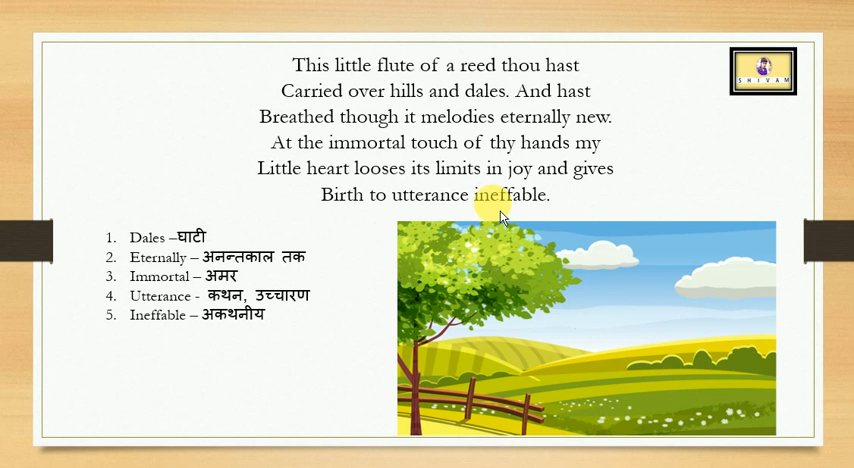 This little flute of a reed thou hast
Carried over hills and dales. And hast
Breathed though it melodies eternally new.
At the immortal touch of thy hands my
Little heart looses its limits in joy and gives
Birth to utterance ineffable.
SHIVAM
1. Dales –घाटी
2. Eternally – अनन्तकाल तक
3. Immortal – अमर
4. Utterance - कथन, उच्चारण
5. Ineffable – अकथनीय